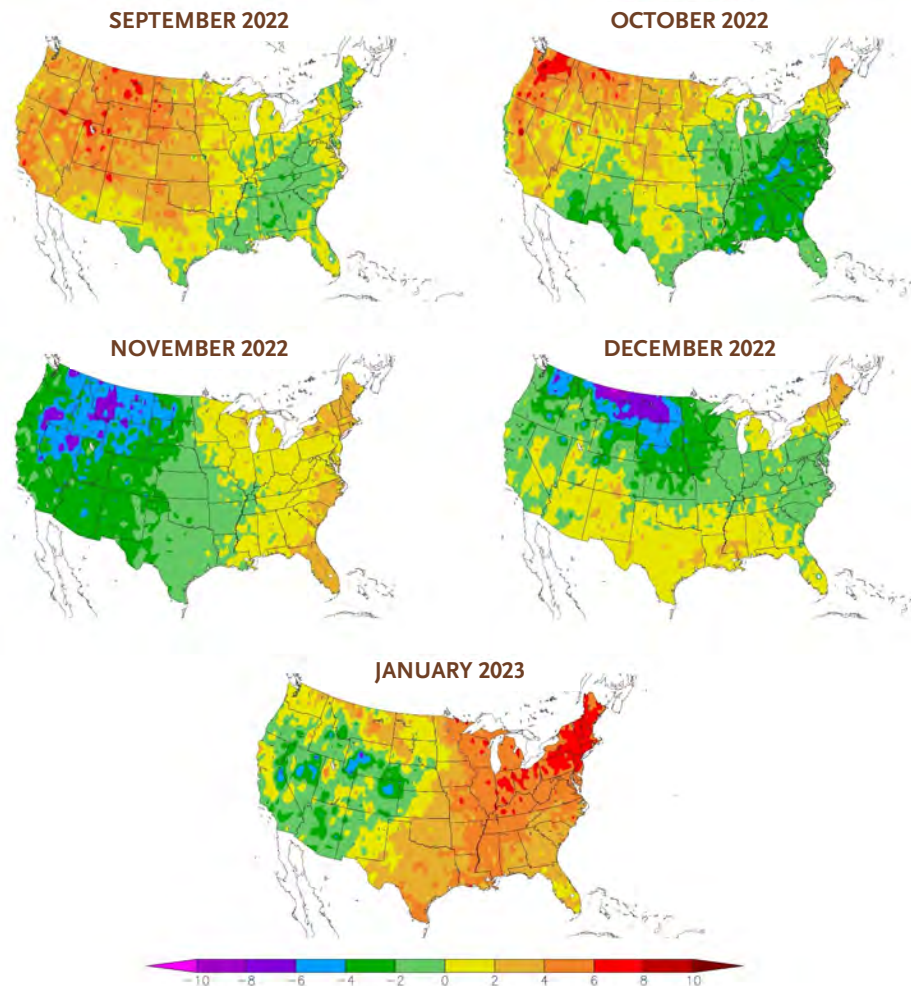 SEPTEMBER 2022
OCTOBER 2022
NOVEMBER 2022
DECEMBER 2022
JANUARY 2023
−10 −8 −6 −4 −2 0 2 4 6 8 10